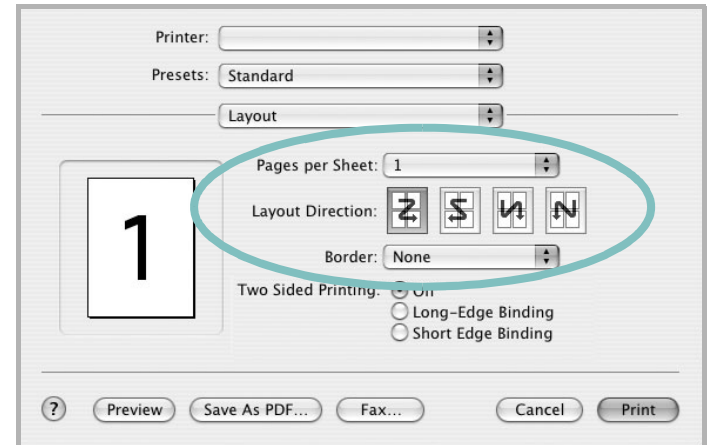 Printer:
Presets: Standard
Layout
Pages per Sheet: 1
1
Layout Direction:
Border: None
Two Sided Printing: Off
Long-Edge Binding
Short Edge Binding
? Preview Save As PDF... Fax... Cancel Print